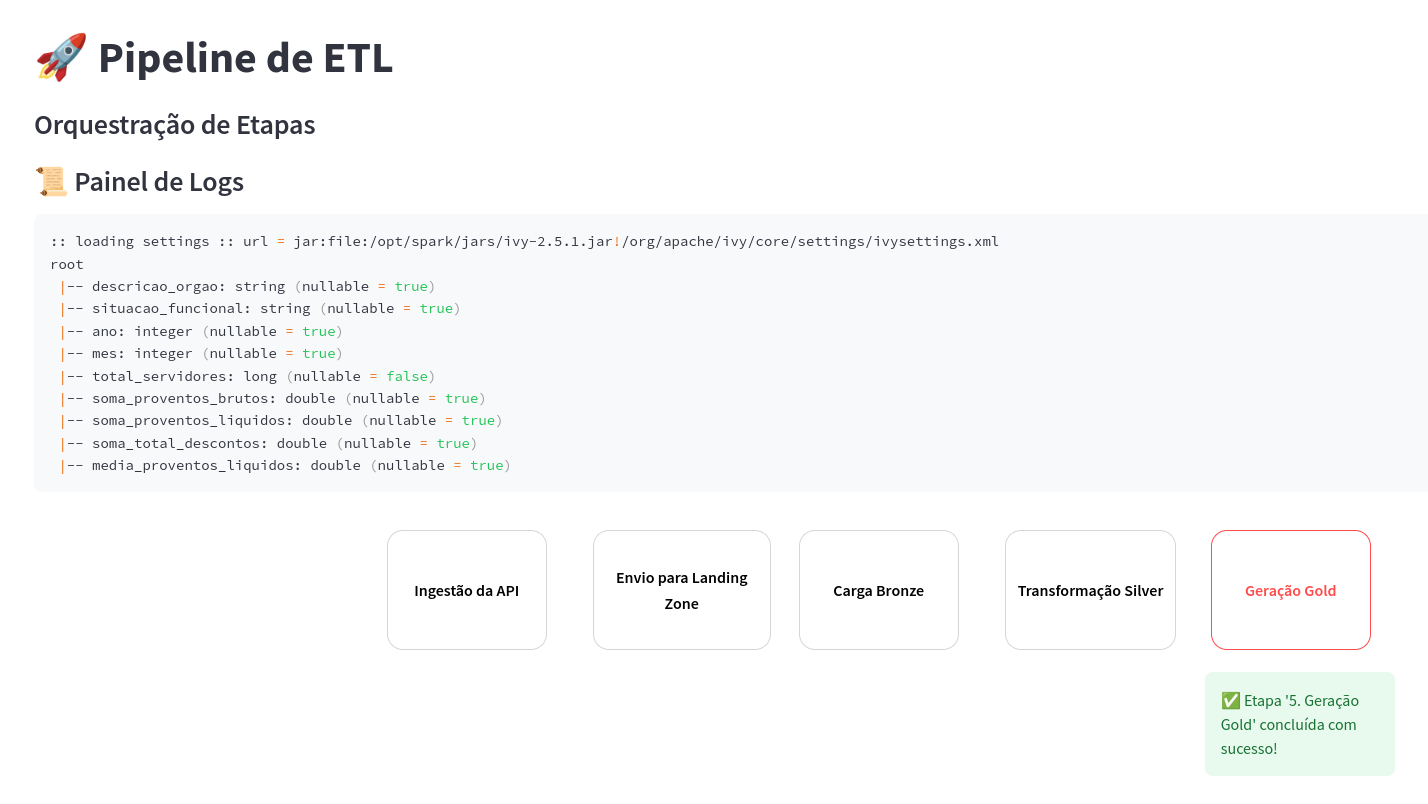 🚀 Pipeline de ETL
Orquestração de Etapas
📜 Painel de Logs
:: loading settings :: url = jar:file:/opt/spark/jars/ivy-2.5.1.jar!/org/apache/ivy/core/settings/ivysettings.xml
root
 |-- descricao_orgao: string (nullable = true)
 |-- situacao_funcional: string (nullable = true)
 |-- ano: integer (nullable = true)
 |-- mes: integer (nullable = true)
 |-- total_servidores: long (nullable = false)
 |-- soma_proventos_brutos: double (nullable = true)
 |-- soma_proventos_liquidos: double (nullable = true)
 |-- soma_total_descontos: double (nullable = true)
 |-- media_proventos_liquidos: double (nullable = true)
Ingestão da API
Envio para Landing
Zone
Carga Bronze
Transformação Silver
Geração Gold
✅ Etapa '5. Geração
Gold' concluída com
sucesso!